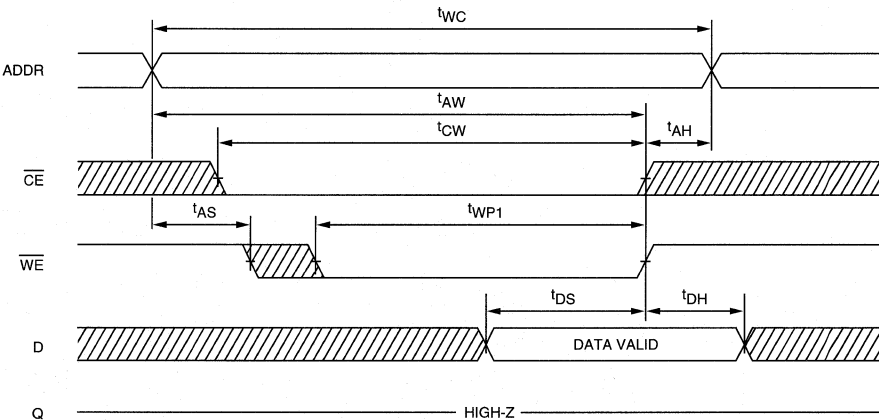 tWC
ADDR
tAW
tCW
tAH
CE
tAS
tWP1
WE
tDS
tDH
D
DATA VALID
Q
HIGH-Z